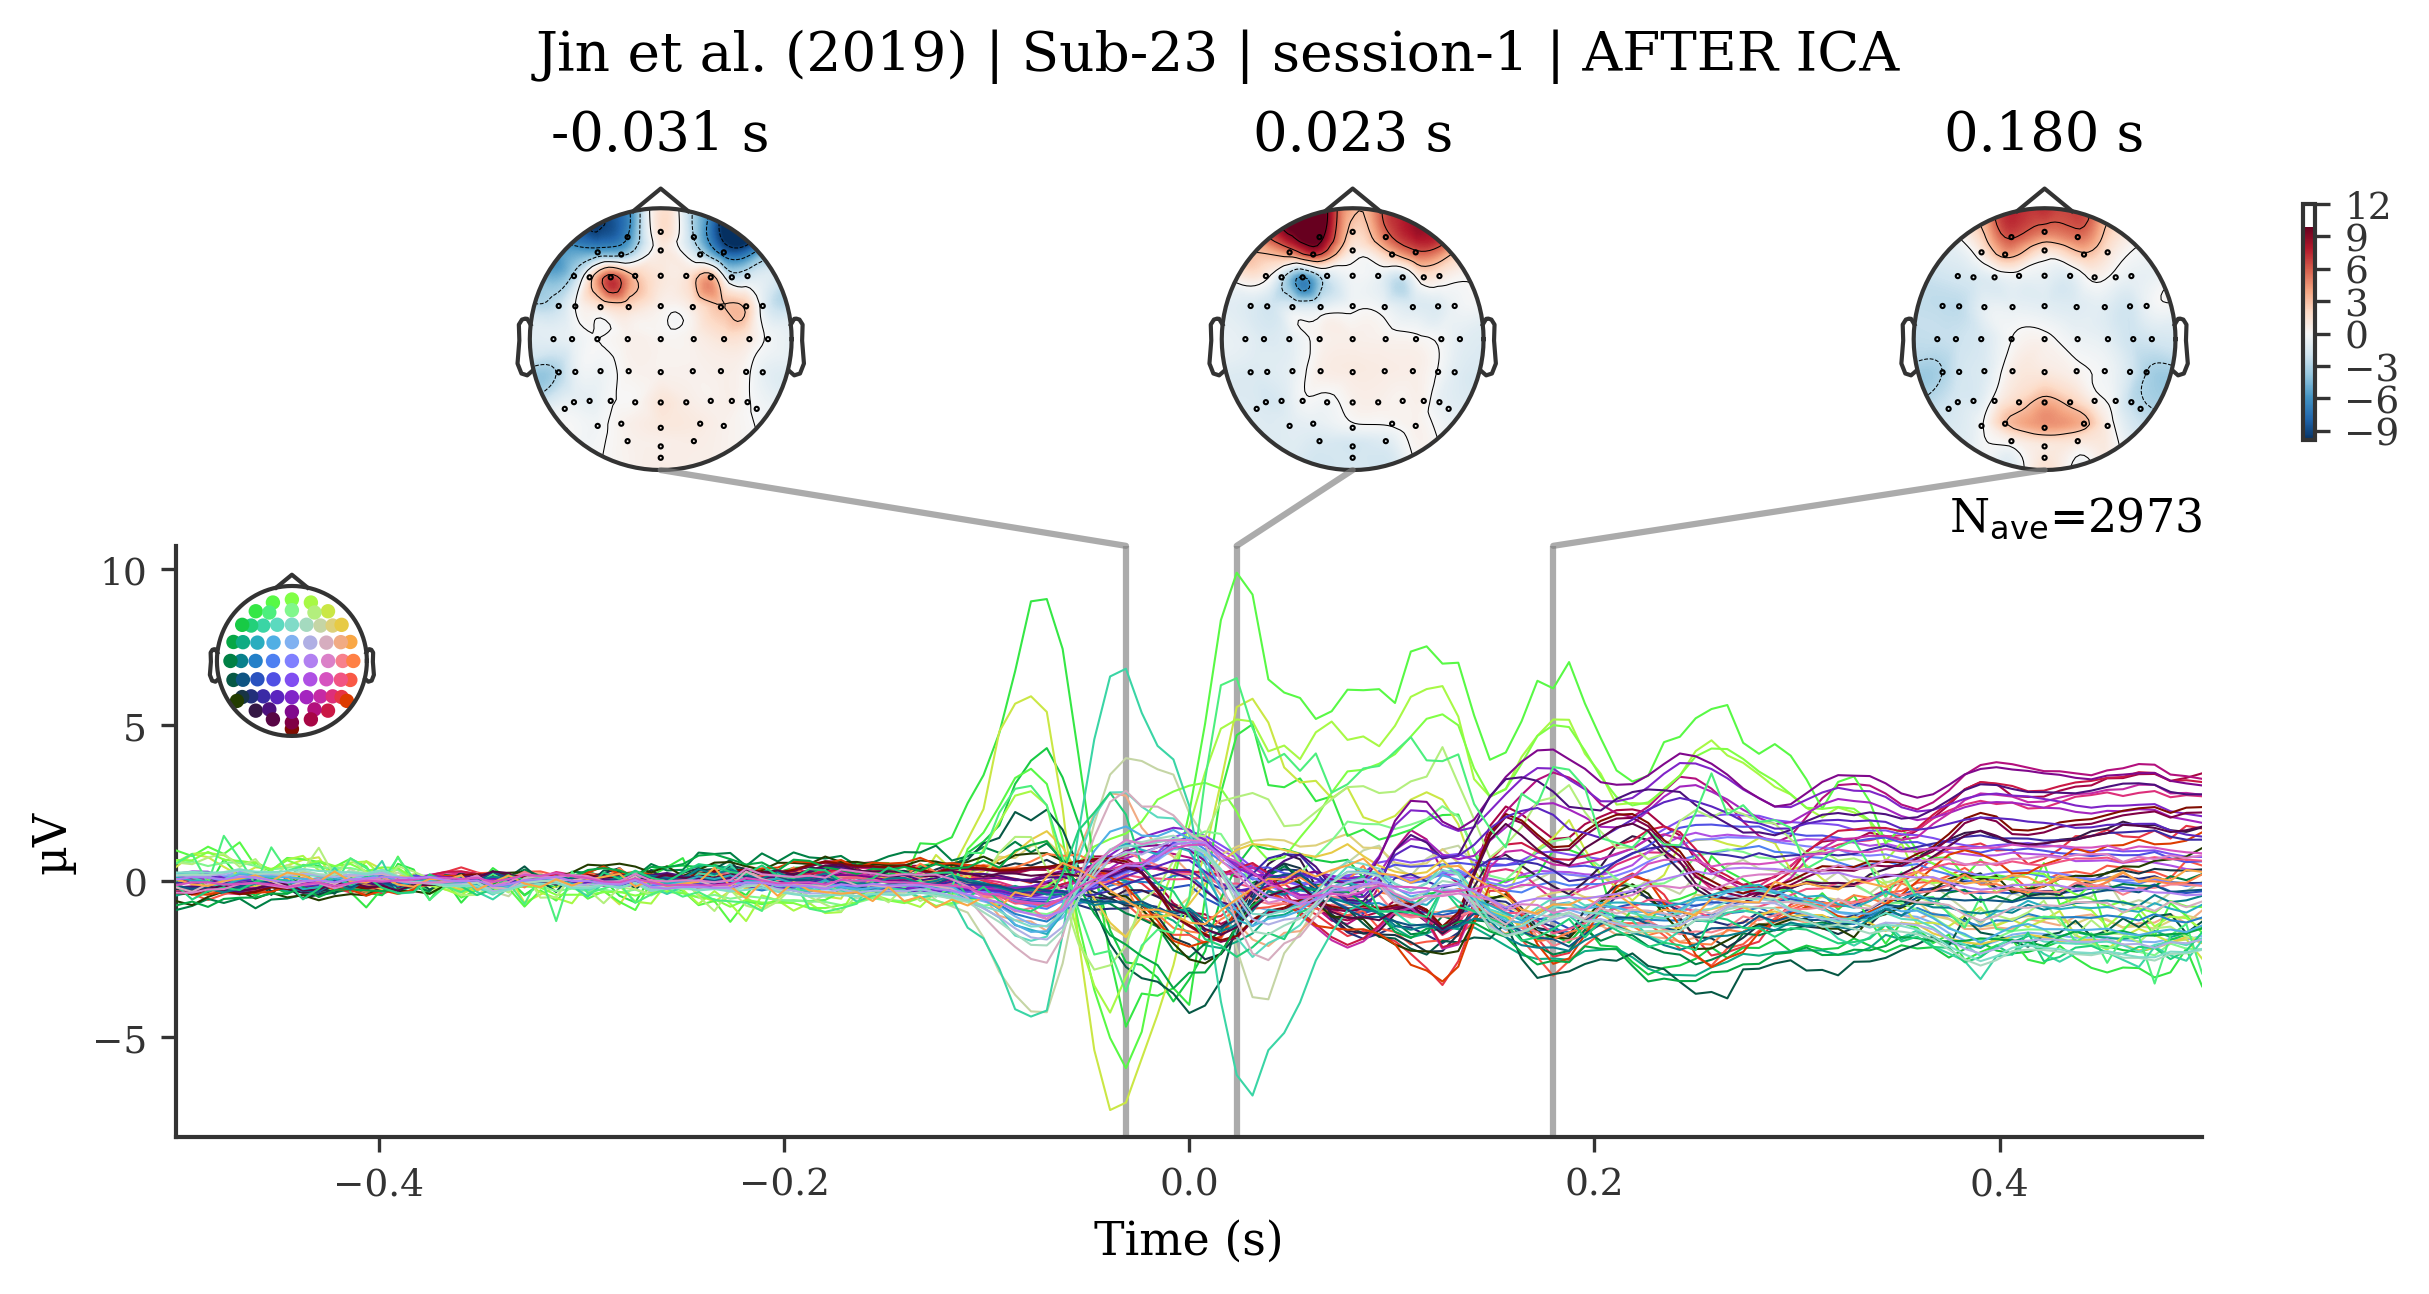 Jin et al. (2019) | Sub-23 | session-1 | AFTER ICA
-0.031 s
0.023 s
0.180 s
12
9
6
3
0
−3
−6
−9
Nave=2973
10
5
0
−5
µV
−0.4
−0.2
0.0
0.2
0.4
Time (s)